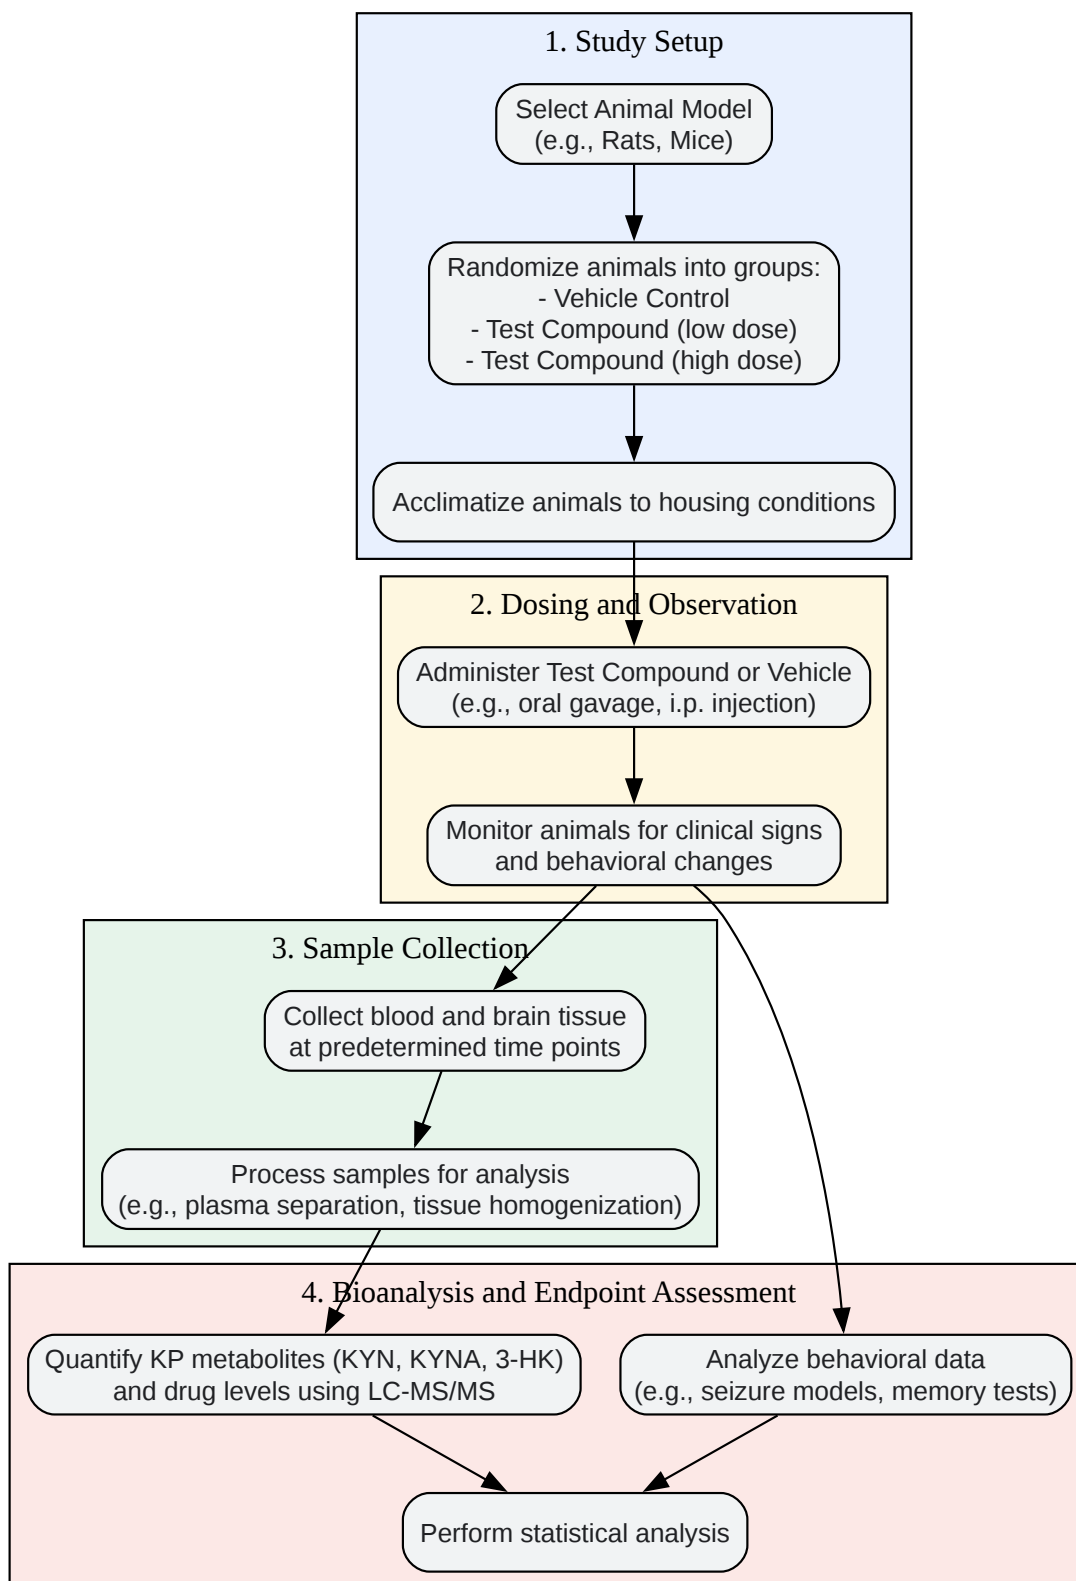 1. Study Setup
Select Animal Model
(e.g., Rats, Mice)
Randomize animals into groups:
- Vehicle Control
- Test Compound (low dose)
- Test Compound (high dose)
Acclimatize animals to housing conditions
2. Dosing and Observation
Administer Test Compound or Vehicle
(e.g., oral gavage, i.p. injection)
Monitor animals for clinical signs
and behavioral changes
3. Sample Collection
Collect blood and brain tissue
at predetermined time points
Process samples for analysis
(e.g., plasma separation, tissue homogenization)
4. Bioanalysis and Endpoint Assessment
Quantify KP metabolites (KYN, KYNA, 3-HK)
and drug levels using LC-MS/MS
Analyze behavioral data
(e.g., seizure models, memory tests)
Perform statistical analysis